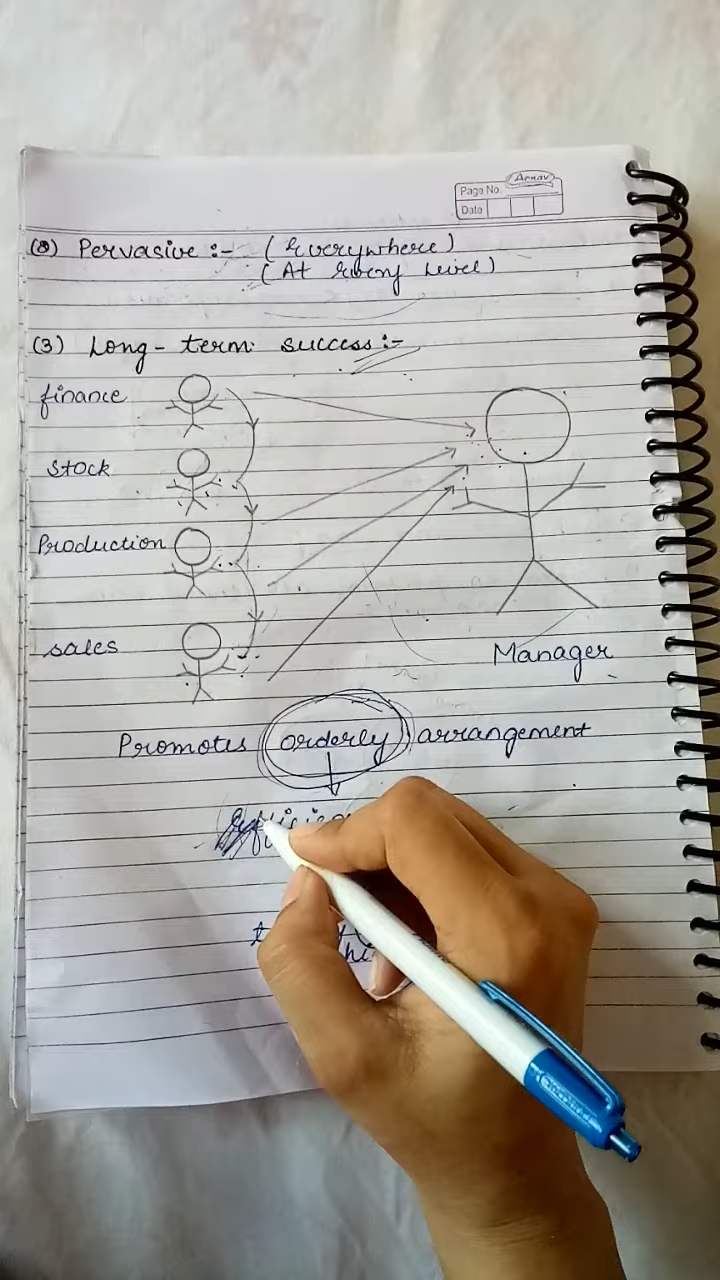 Page No.
Arnav
Date
(2) Pervasive :- (Everywhere)
(At every level)
(3) Long-term success :-
finance
Stock
Production
sales
Manager
Promotes orderly arrangement